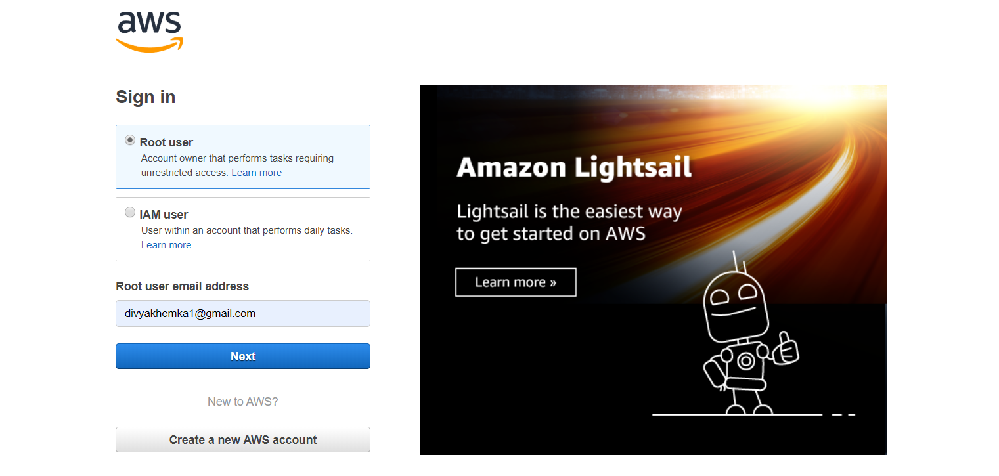 aws
Sign in
Root user
Account owner that performs tasks requiring
unrestricted access. Learn more
IAM user
User within an account that performs daily tasks.
Learn more
Root user email address
divyakhemka1@gmail.com
Next
New to AWS?
Create a new AWS account
Amazon Lightsail
Lightsail is the easiest way
to get started on AWS
Learn more »